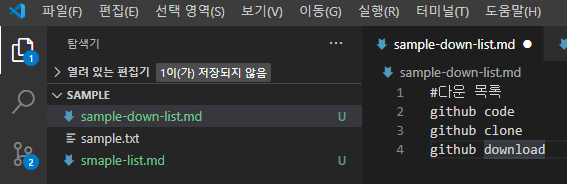 파일(F) 편집(E) 선택 영역(S) 보기(V) 이동(G) 실행(R) 터미널(T) 도움말(H)
탐색기 ···
열려 있는 편집기 1이(가) 저장되지 않음
SAMPLE
sample-down-list.md U
sample.txt
smaple-list.md U
1
2
sample-down-list.md
sample-down-list.md
1 #다운 목록
2 github code
3 github clone
4 github download